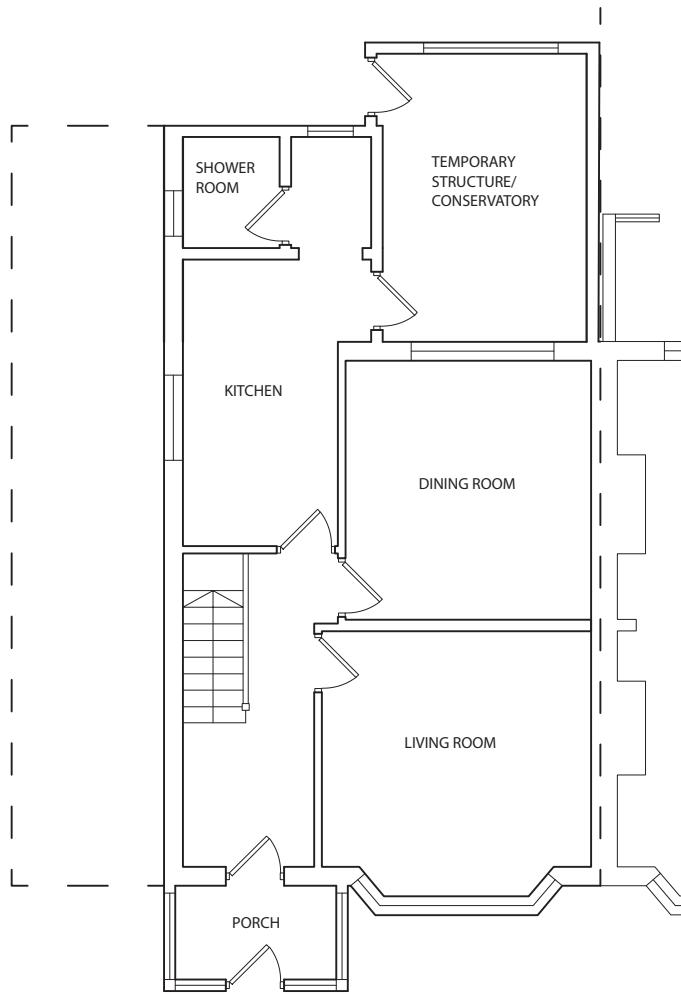 SHOWER
ROOM
TEMPORARY
STRUCTURE/
CONSERVATORY
KITCHEN
DINING ROOM
LIVING ROOM
PORCH